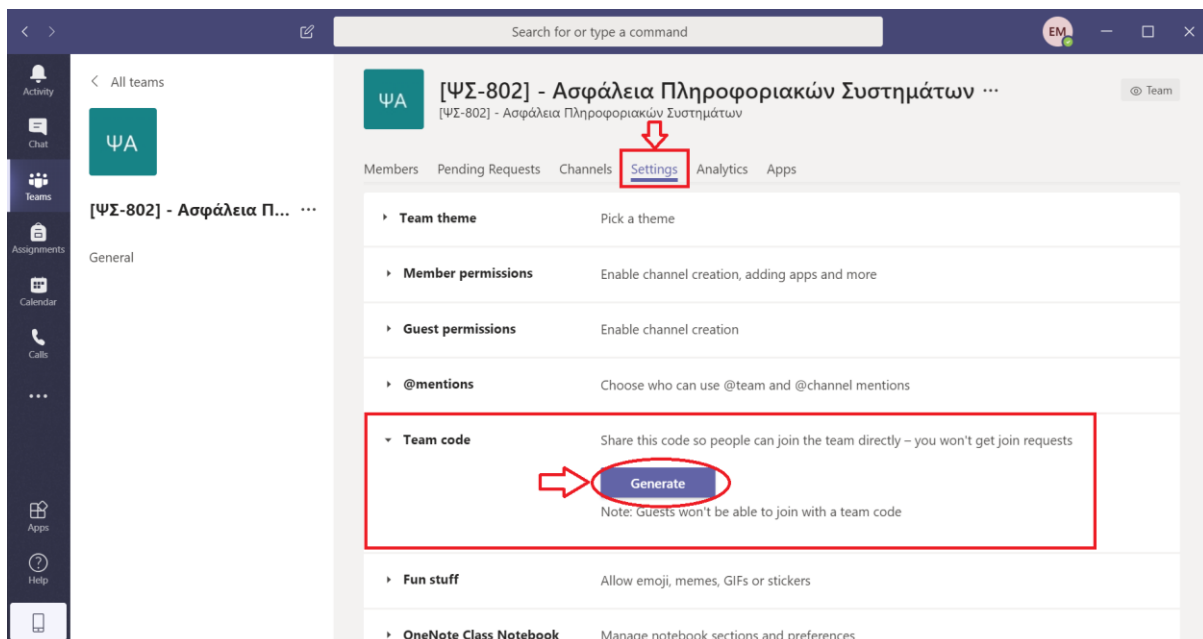 Search for or type a command
EM
Activity
Chat
Teams
Assignments
Calendar
Calls
Apps
Help
All teams
ΨΑ
[ΨΣ-802] - Ασφάλεια Π... ···
General
ΨΑ
[ΨΣ-802] - Ασφάλεια Πληροφοριακών Συστημάτων ···
[ΨΣ-802] - Ασφάλεια Πληροφοριακών Συστημάτων
Team
Members Pending Requests Channels Settings Analytics Apps
Team theme Pick a theme
Member permissions Enable channel creation, adding apps and more
Guest permissions Enable channel creation
@mentions Choose who can use @team and @channel mentions
Team code Share this code so people can join the team directly – you won't get join requests
Generate
Note: Guests won't be able to join with a team code
Fun stuff Allow emoji, memes, GIFs or stickers
OneNote Class Notebook Manage notebook sections and preferences